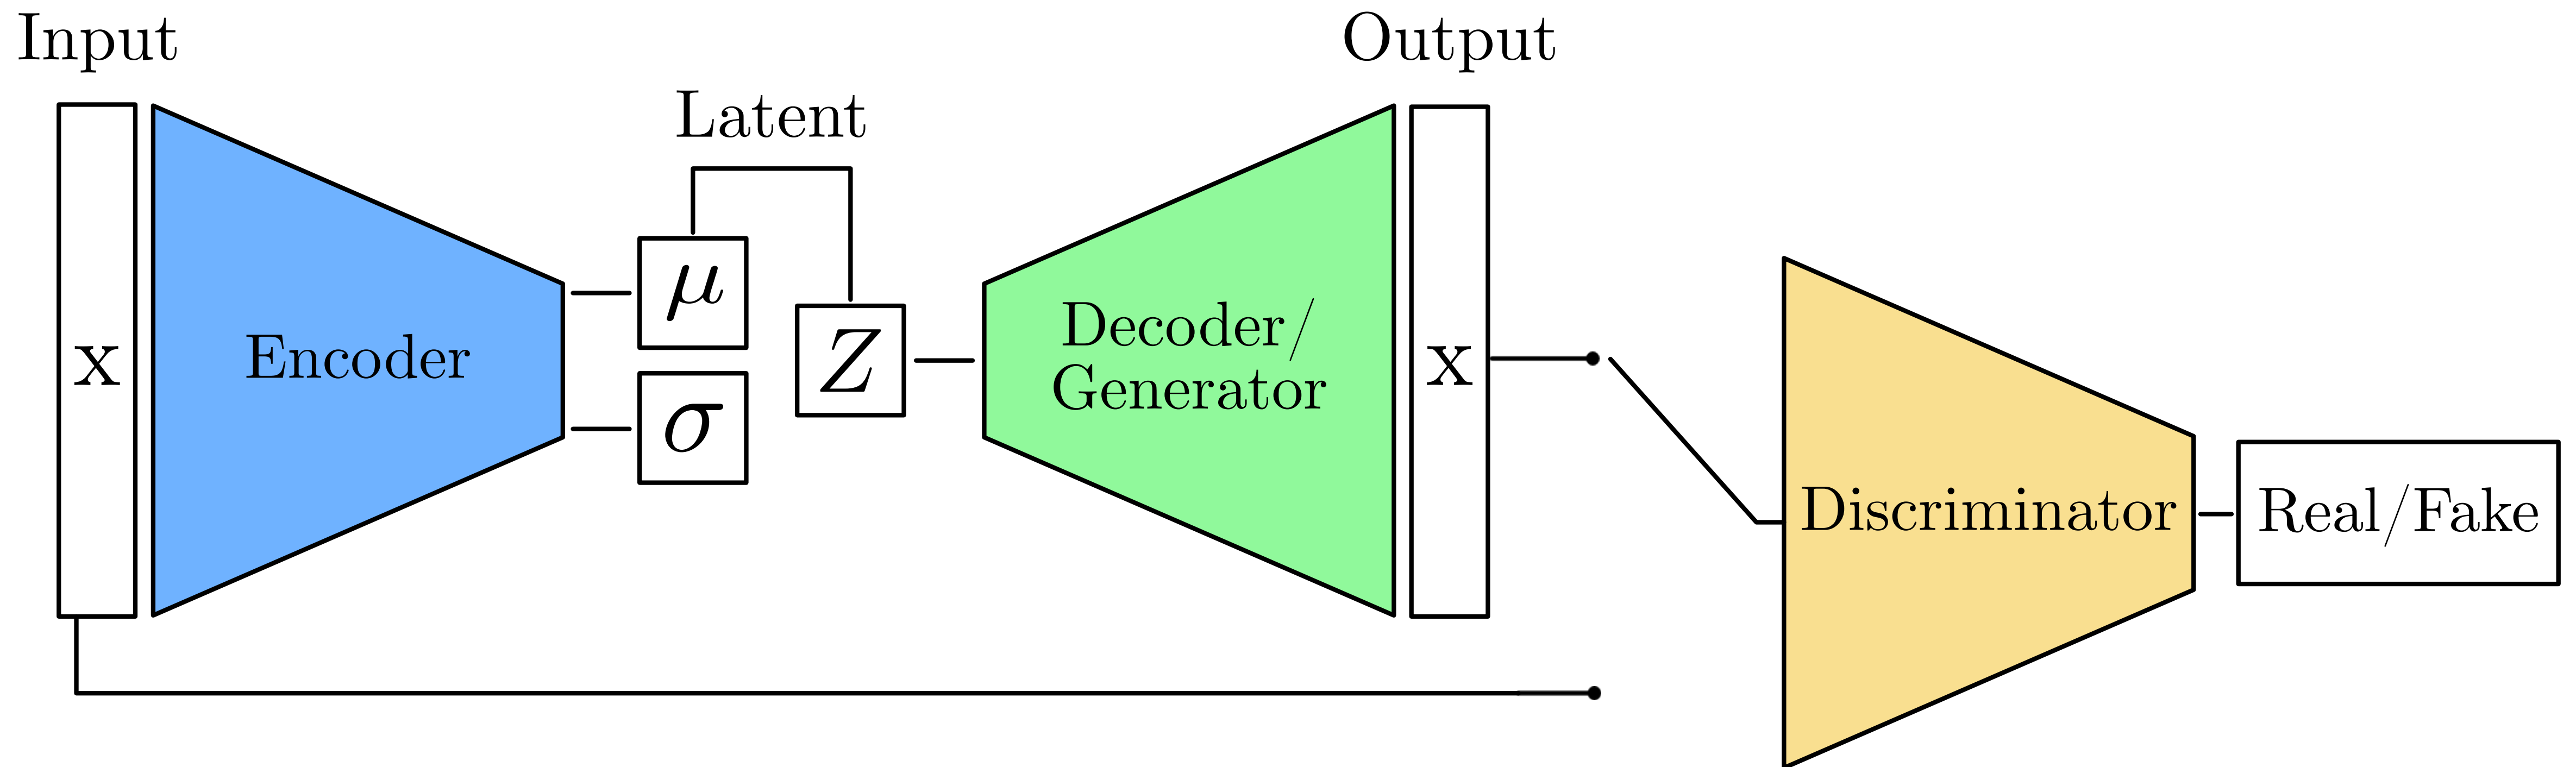 Input
x
Encoder
Latent
μ
σ
Z
Decoder/
Generator
Output
x
Discriminator
Real/Fake